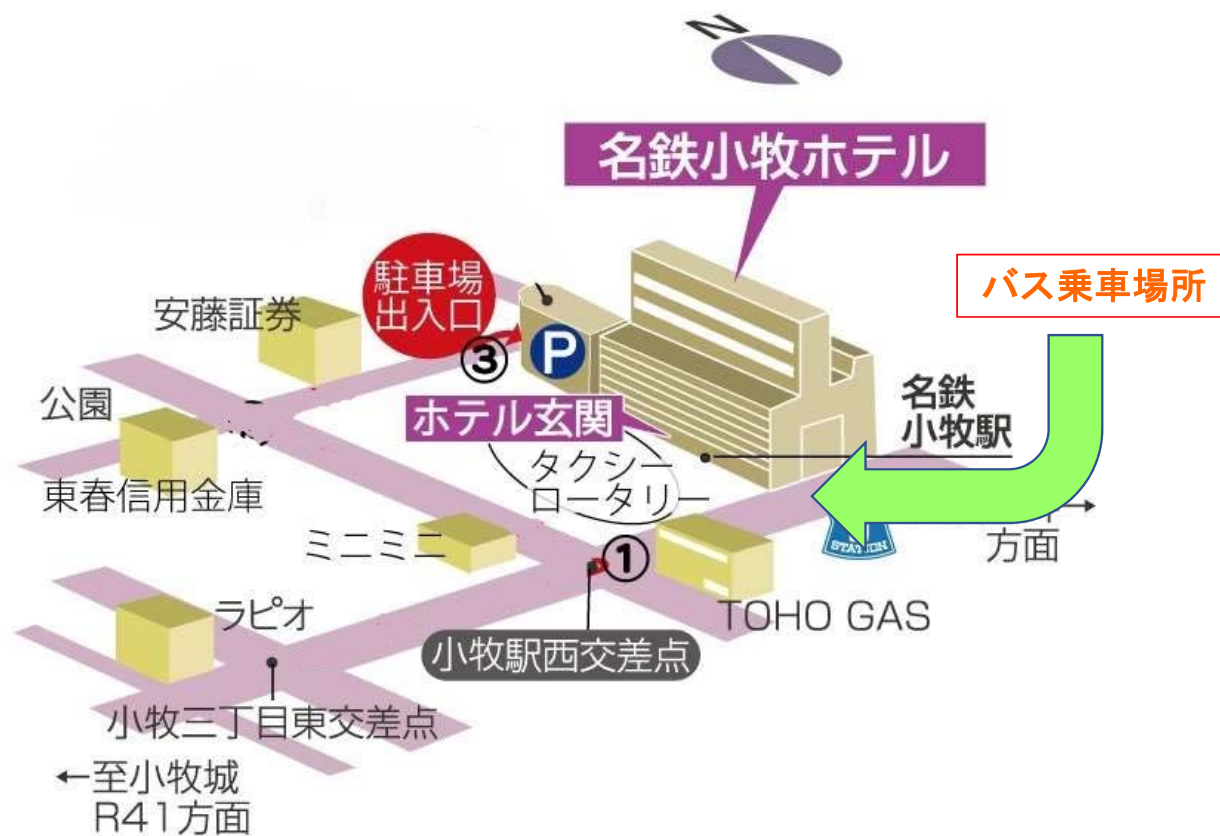 N
名鉄小牧ホテル
バス乗車場所
駐車場
出入口
安藤証券
③
P
公園
ホテル玄関
名鉄
小牧駅
タクシー
ロータリー
東春信用金庫
ミニミニ
①
STATION
方面
TOHO GAS
ラピオ
小牧駅西交差点
小牧三丁目東交差点
←至小牧城
R41方面